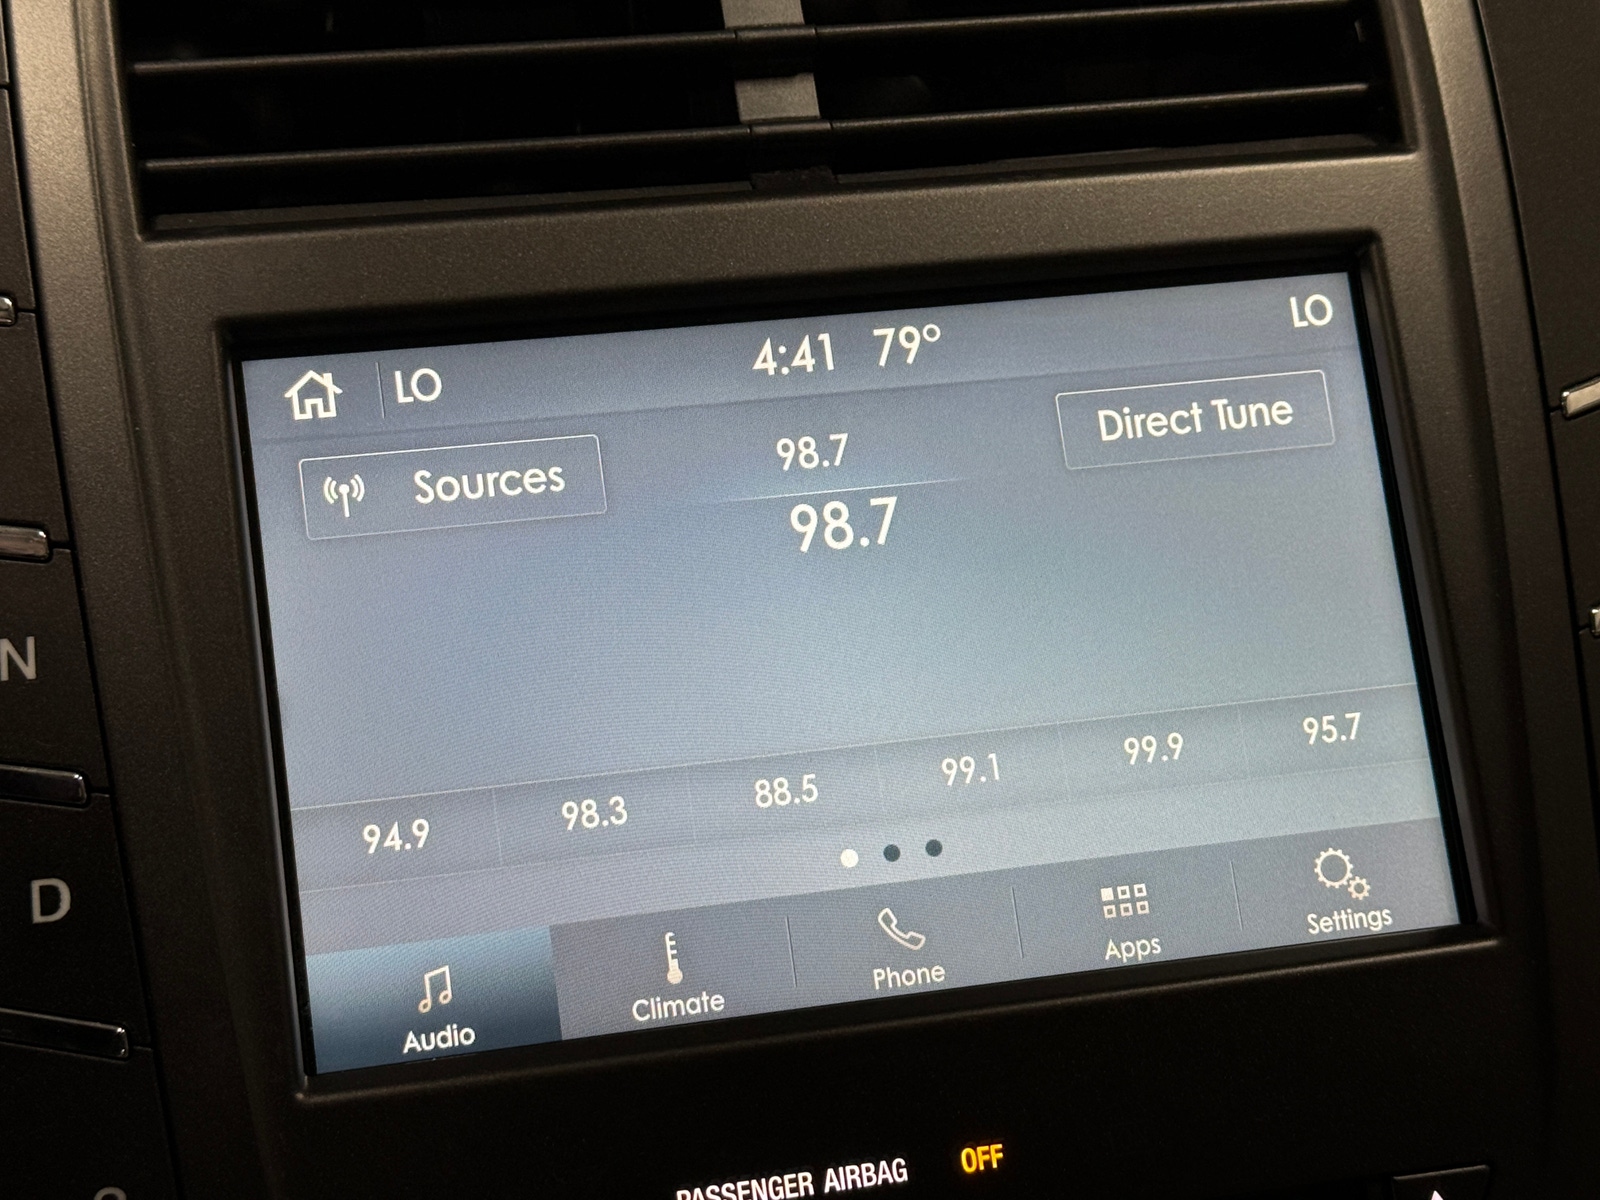 LO 4:41 79° LO
Sources 98.7 Direct Tune
98.7
N
94.9 98.3 88.5 99.1 99.9 95.7
D
Audio Climate Phone Apps Settings
PASSENGER AIRBAG OFF